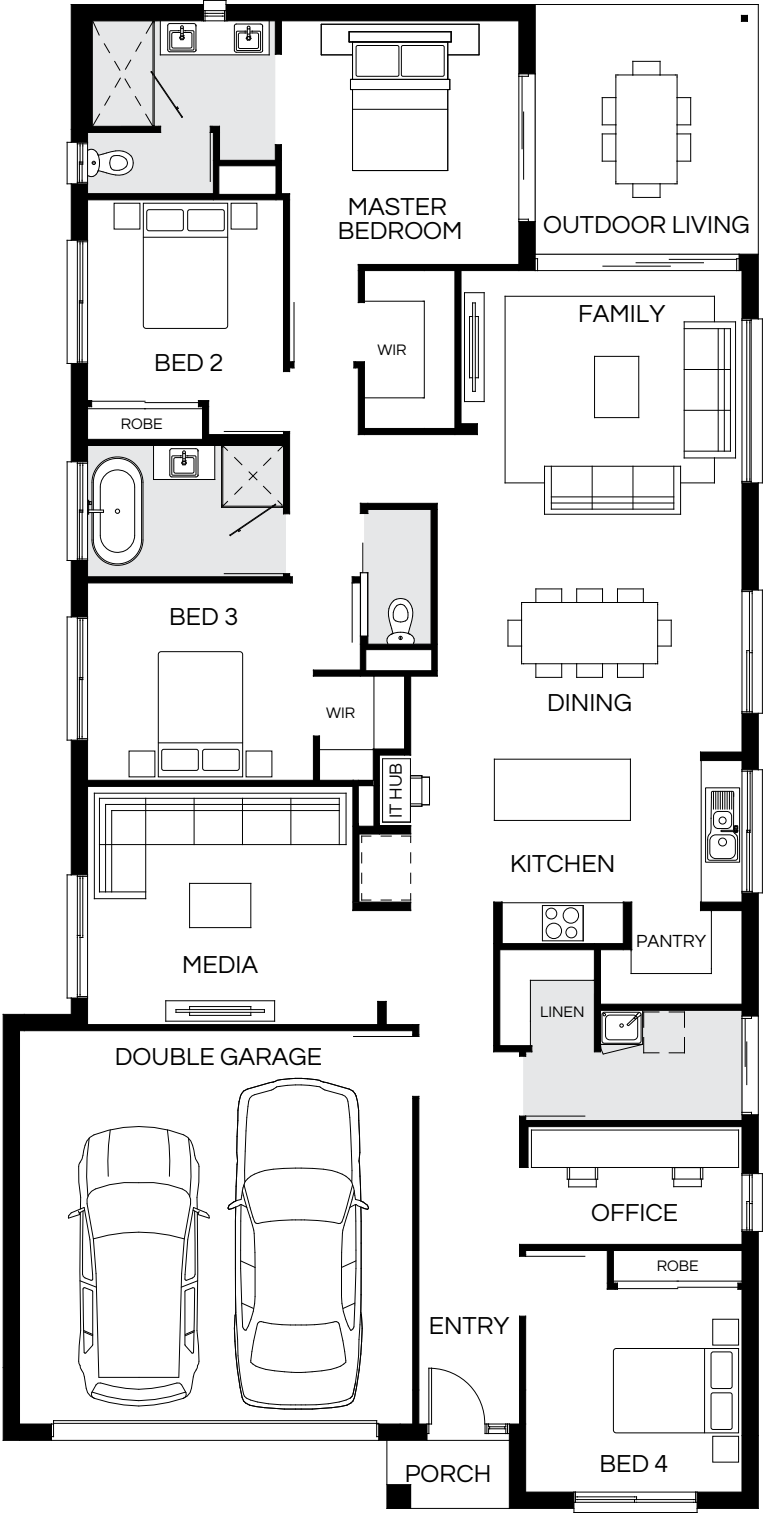 MASTER
BEDROOM
OUTDOOR LIVING
FAMILY
WIR
BED 2
ROBE
BED 3
DINING
WIR
IT HUB
KITCHEN
PANTRY
MEDIA
LINEN
DOUBLE GARAGE
OFFICE
ROBE
ENTRY
BED 4
PORCH